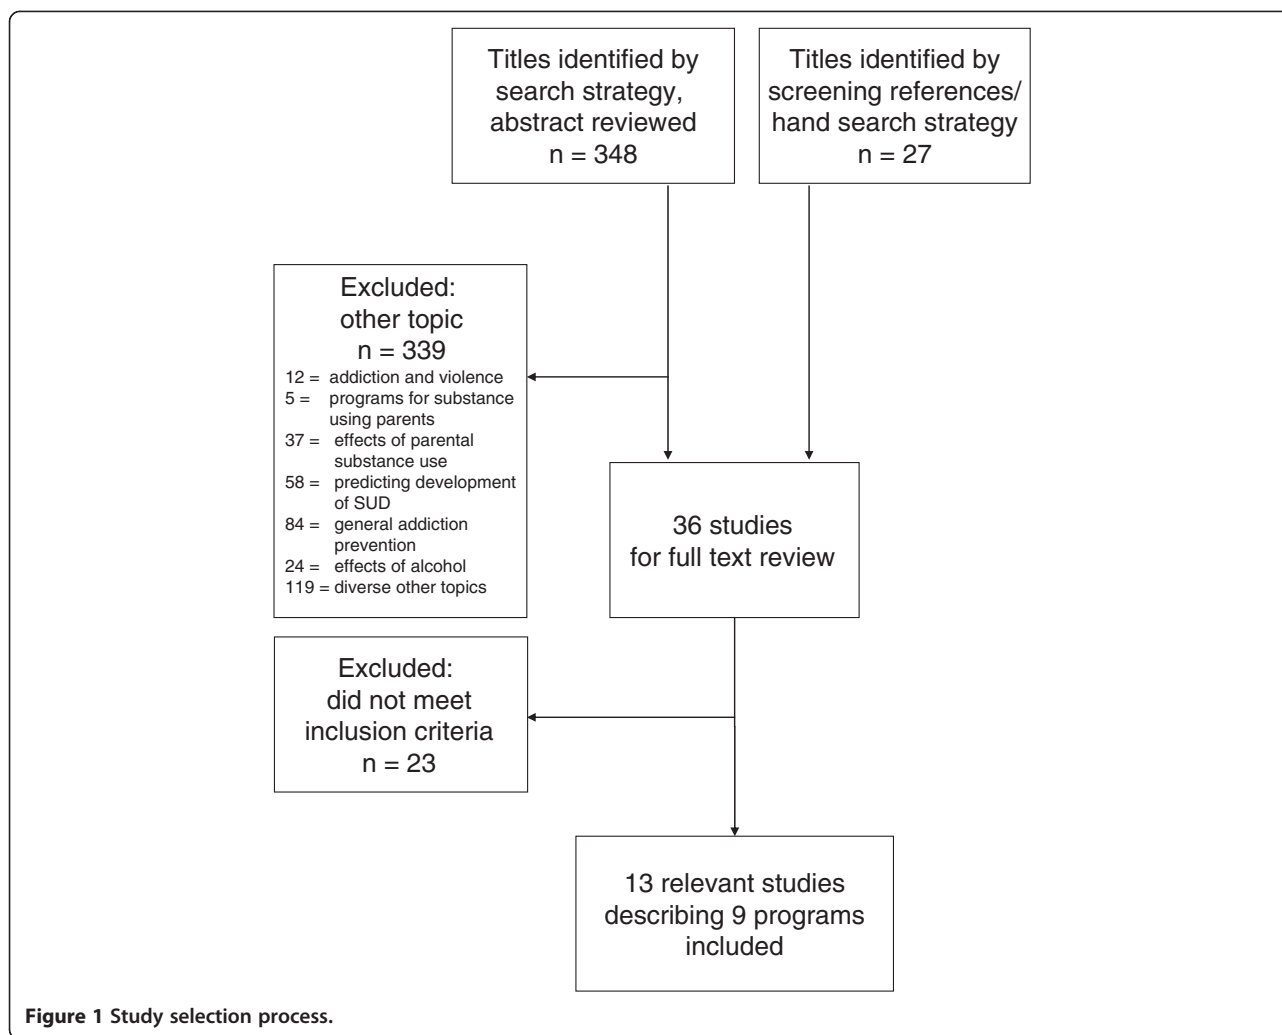 Titles identified by
search strategy,
abstract reviewed
n = 348
Titles identified by
screening references/
hand search strategy
n = 27
Excluded:
other topic
n = 339
12 = addiction and violence
5 = programs for substance
using parents
37 = effects of parental
substance use
58 = predicting development
of SUD
84 = general addiction
prevention
24 = effects of alcohol
119 = diverse other topics
36 studies
for full text review
Excluded:
did not meet
inclusion criteria
n = 23
13 relevant studies
describing 9 programs
included
Figure 1 Study selection process.